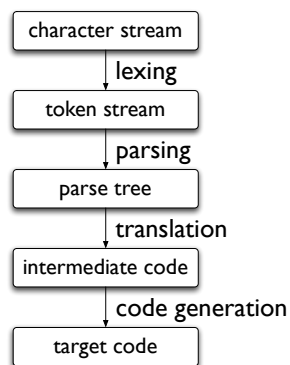 character stream
lexing
token stream
parsing
parse tree
translation
intermediate code
code generation
target code